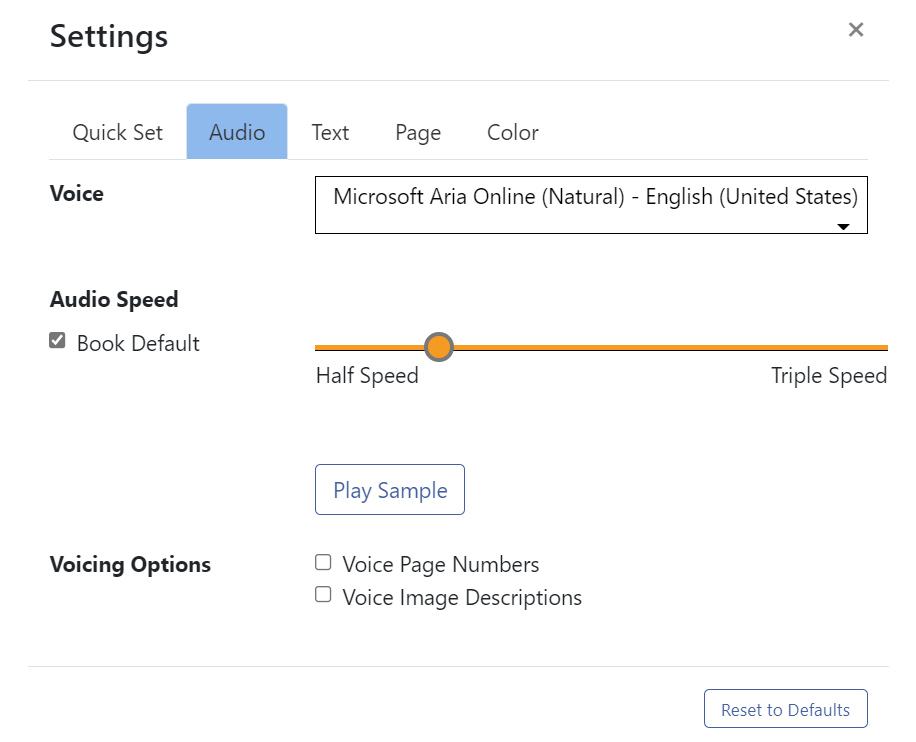 Settings
×
Quick Set Audio Text Page Color
Voice
Microsoft Aria Online (Natural) - English (United States)
Audio Speed
Book Default
Half Speed Triple Speed
Play Sample
Voicing Options
Voice Page Numbers
Voice Image Descriptions
Reset to Defaults